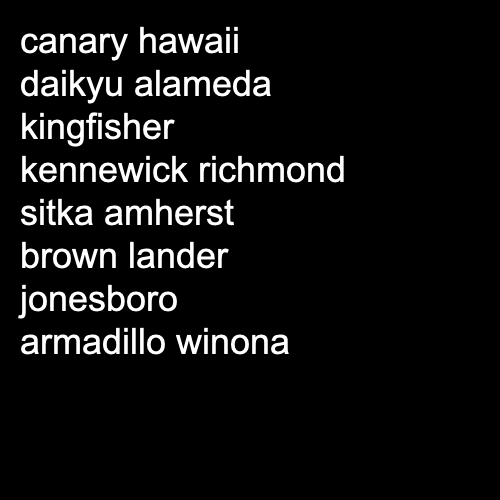 canary hawaii
daikyu alameda
kingfisher
kennewick richmond
sitka amherst
brown lander
jonesboro
armadillo winona